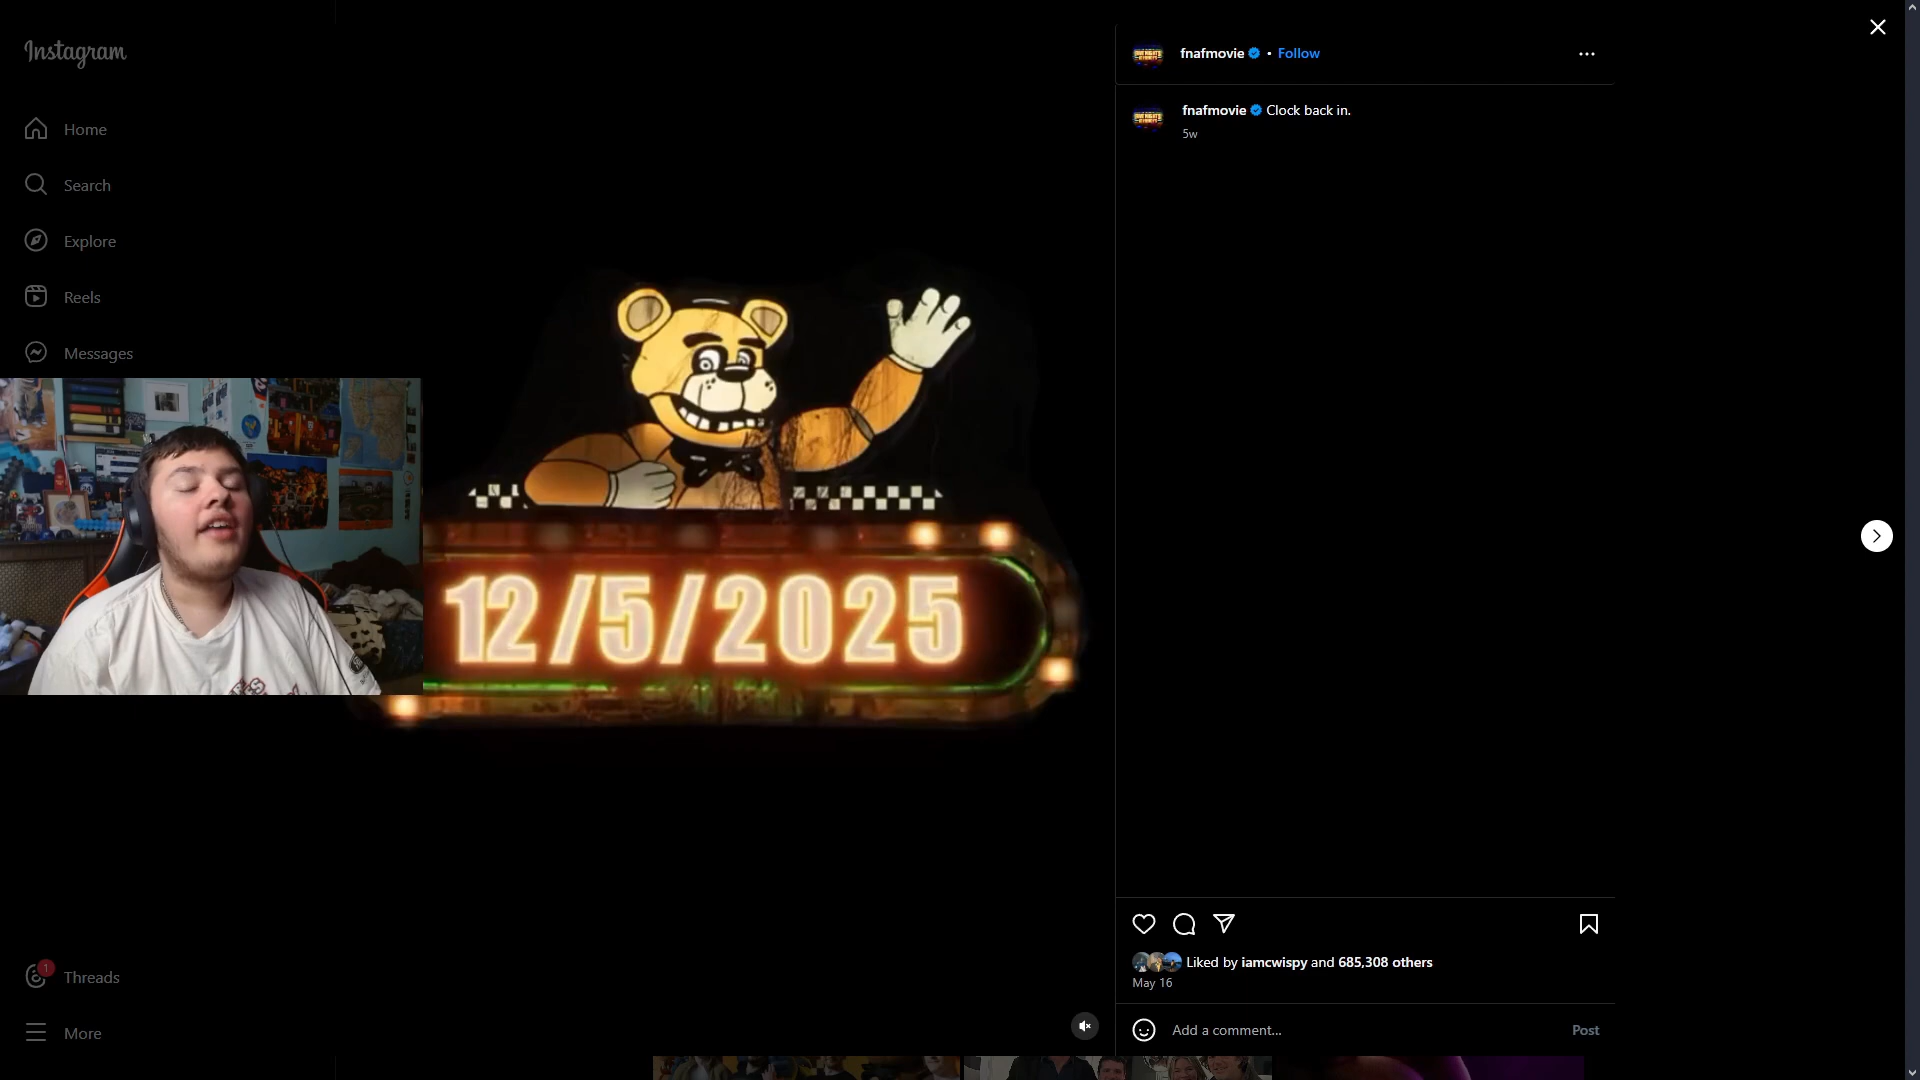 Instagram
Home
Search
Explore
Reels
Messages
1
Threads
More
12/5/2025
fnafmovie • Follow
fnafmovie Clock back in.
5w
Liked by iamcwispy and 685,308 others
May 16
Add a comment...
Post